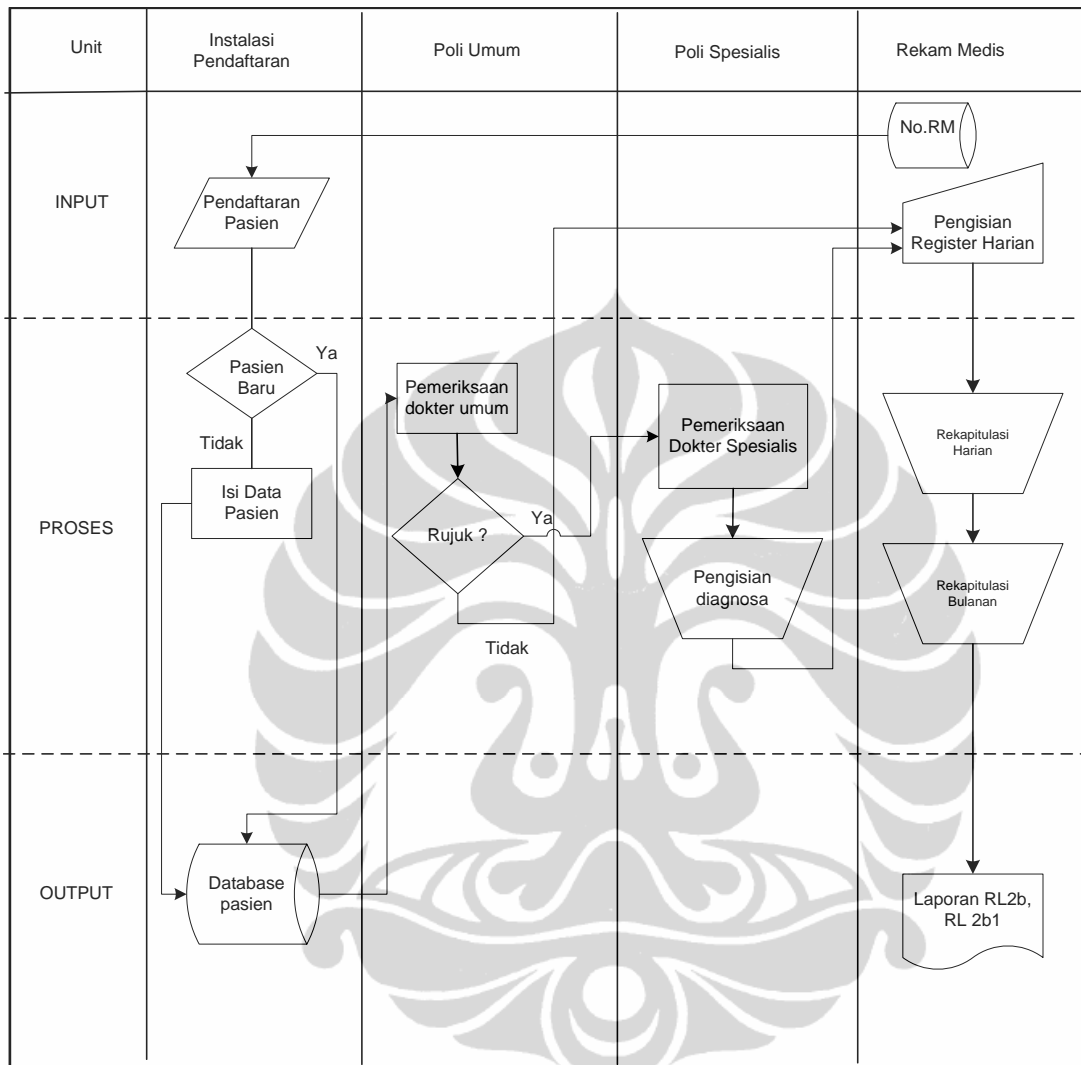 Unit
Instalasi
Pendaftaran
Poli Umum
Poli Spesialis
Rekam Medis
INPUT
No.RM
Pendaftaran
Pasien
Pengisian
Register Harian
PROSES
Pasien
Baru
Ya
Tidak
Isi Data
Pasien
Pemeriksaan
dokter umum
Rujuk ?
Ya
Tidak
Pemeriksaan
Dokter Spesialis
Pengisian
diagnosa
Rekapitulasi
Harian
Rekapitulasi
Bulanan
OUTPUT
Database
pasien
Laporan RL2b,
RL 2b1